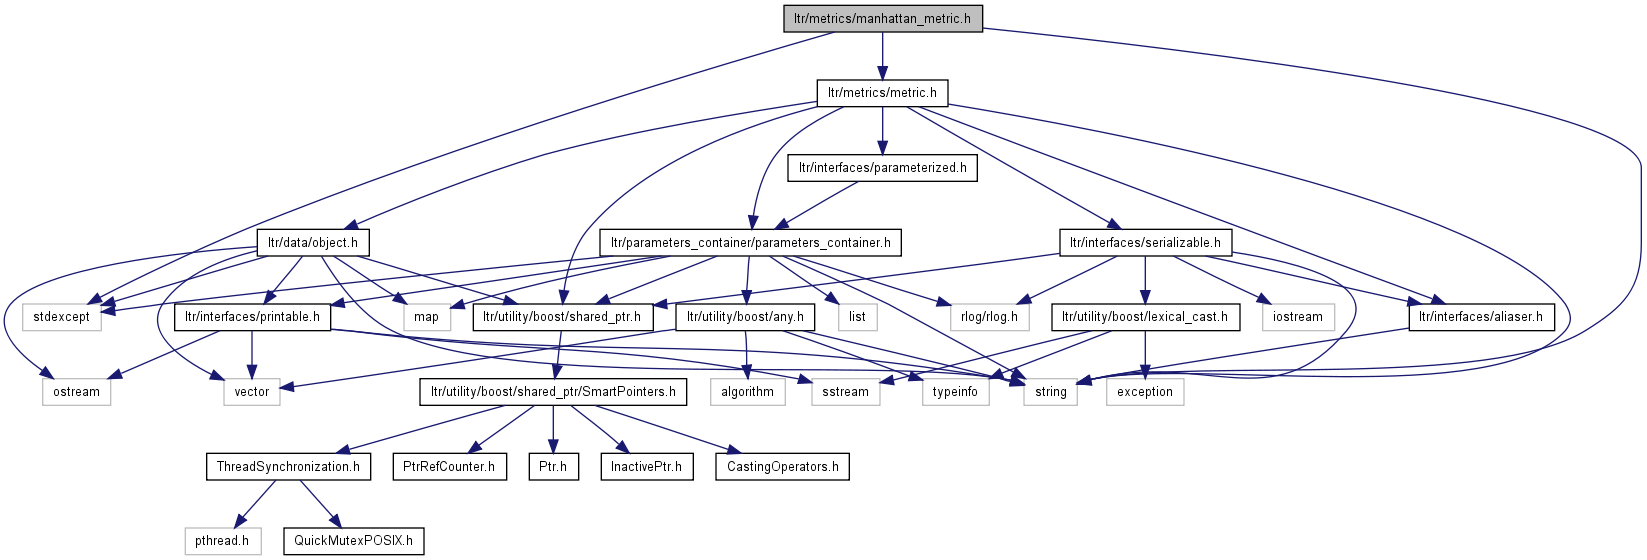 ltr/metrics/manhattan_metric.h
ltr/metrics/metric.h
ltr/interfaces/parameterized.h
ltr/data/object.h
ltr/parameters_container/parameters_container.h
ltr/interfaces/serializable.h
stdexcept
ltr/interfaces/printable.h
map
ltr/utility/boost/shared_ptr.h
ltr/utility/boost/any.h
list
rlog/rlog.h
ltr/utility/boost/lexical_cast.h
iostream
ltr/interfaces/aliaser.h
ostream
vector
ltr/utility/boost/shared_ptr/SmartPointers.h
algorithm
sstream
typeinfo
string
exception
ThreadSynchronization.h
PtrRefCounter.h
Ptr.h
InactivePtr.h
CastingOperators.h
pthread.h
QuickMutexPOSIX.h